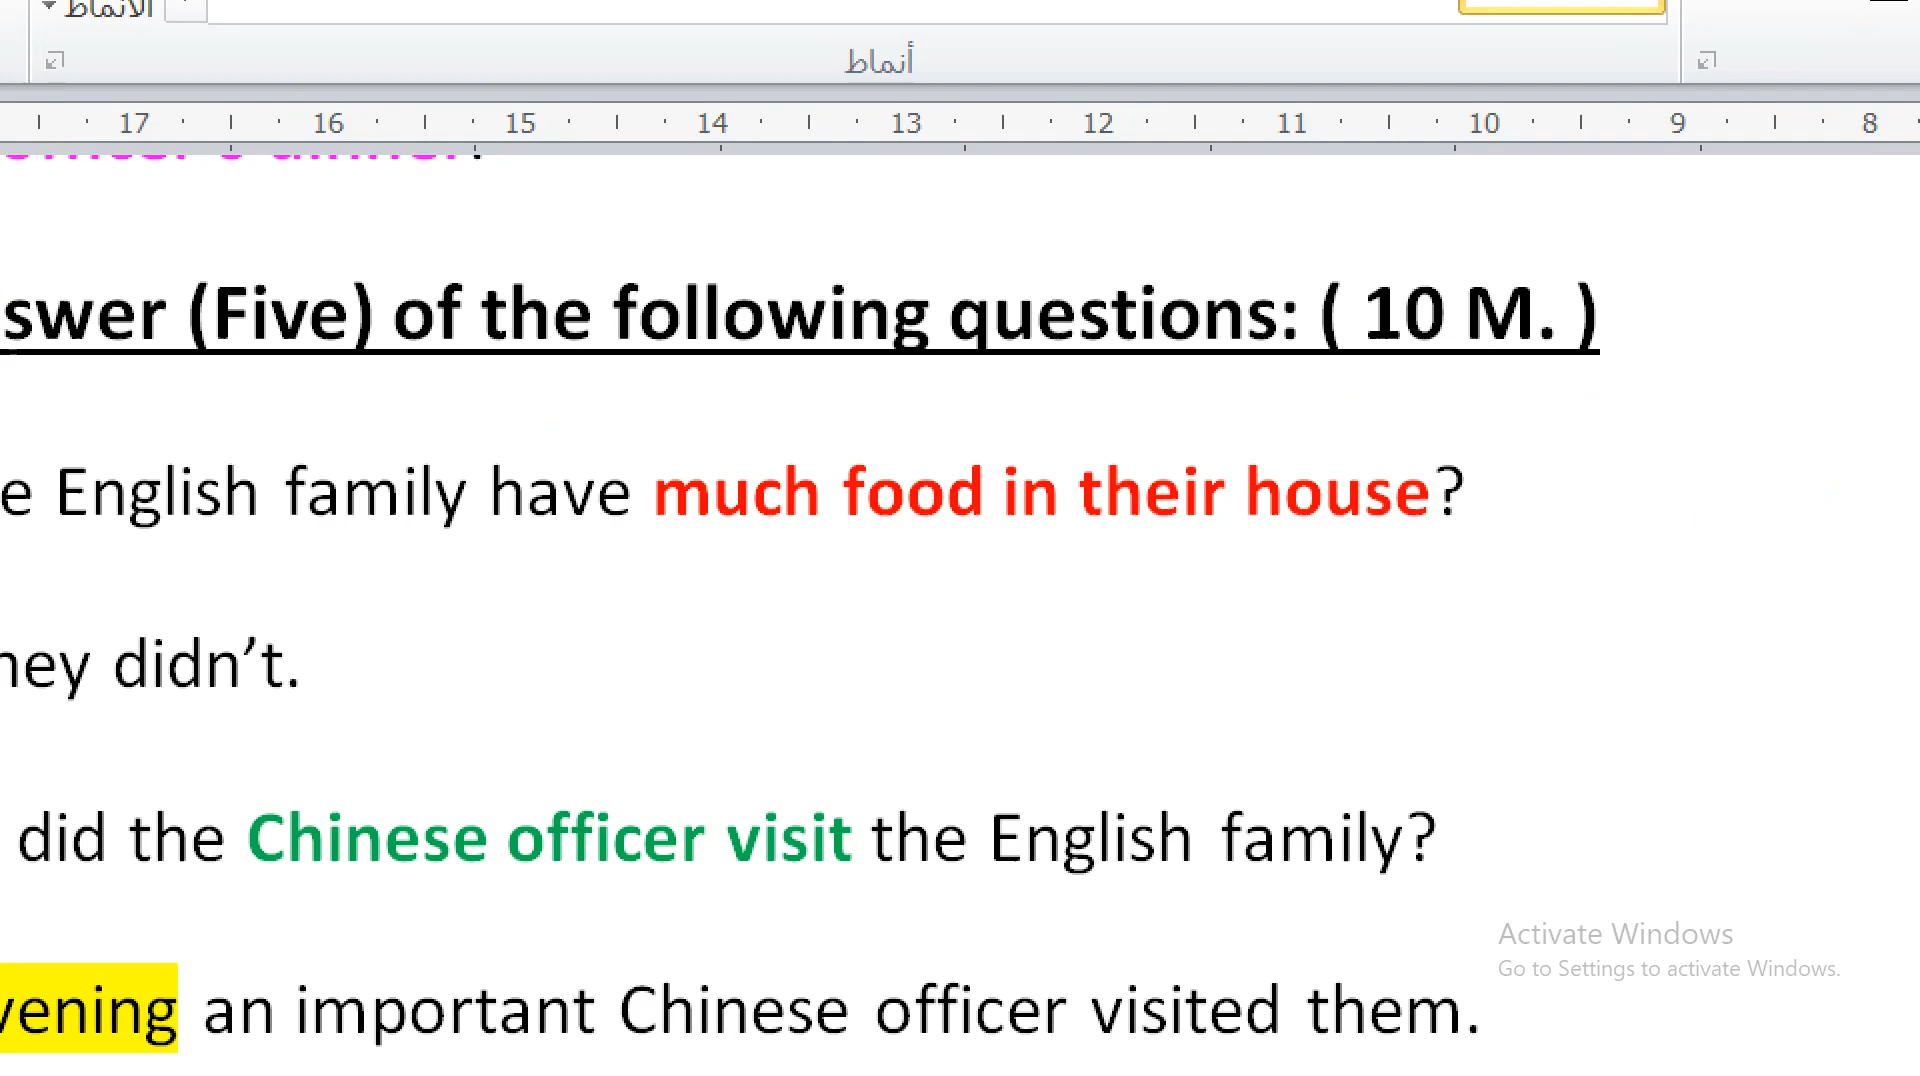 الأنماط
أنماط
17 16 15 14 13 12 11 10 9 8
officer's dinner.
swer (Five) of the following questions: ( 10 M. )
e English family have much food in their house?
hey didn’t.
did the Chinese officer visit the English family?
vening an important Chinese officer visited them.
Activate Windows
Go to Settings to activate Windows.